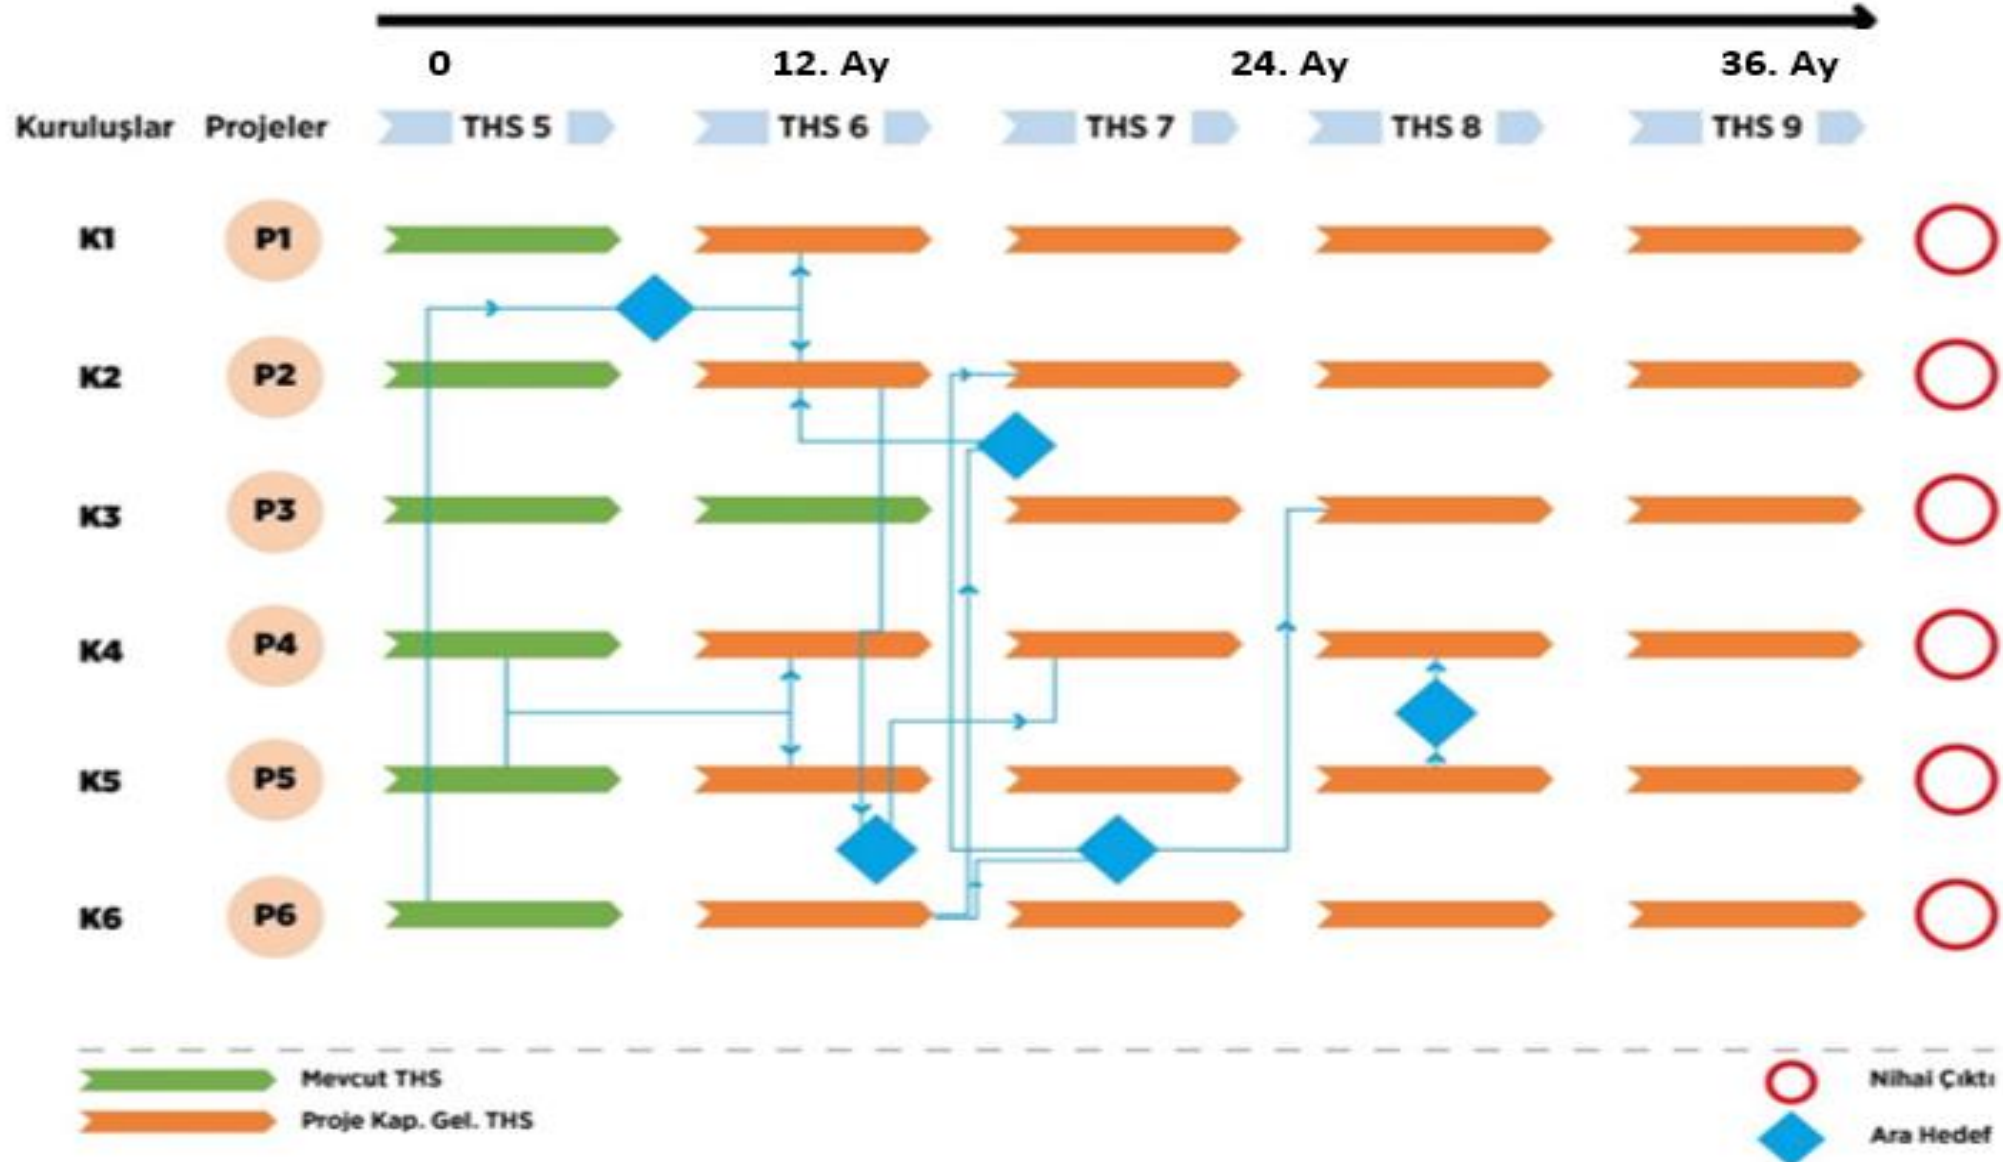 0 12. Ay 24. Ay 36. Ay
Kuruluşlar Projeler THS 5 THS 6 THS 7 THS 8 THS 9
K1 P1
K2 P2
K3 P3
K4 P4
K5 P5
K6 P6
Mevcut THS Nihai Çıktı
Proje Kap. Gel. THS Ara Hedef